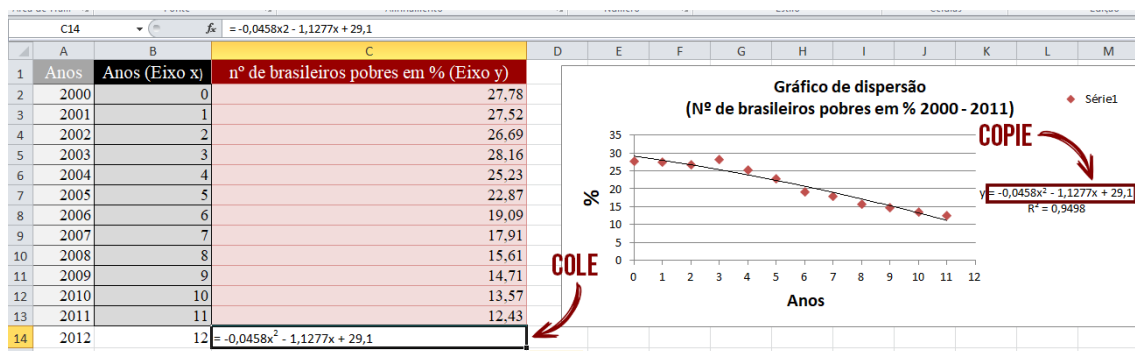 C14 fx =-0,0458x2 - 1,1277x + 29,1
A B C D E F G H I J K L M
1 Anos Anos (Eixo x) nº de brasileiros pobres em % (Eixo y)
2 2000 0 27,78
3 2001 1 27,52
4 2002 2 26,69
5 2003 3 28,16
6 2004 4 25,23
7 2005 5 22,87
8 2006 6 19,09
9 2007 7 17,91
10 2008 8 15,61
11 2009 9 14,71
12 2010 10 13,57
13 2011 11 12,43
14 2012 12 = -0,0458x² - 1,1277x + 29,1
COLE
Gráfico de dispersão
(Nº de brasileiros pobres em % 2000 - 2011)
Série1
COPIE
35
30
25
20
15
10
5
0
%
0 1 2 3 4 5 6 7 8 9 10 11 12
Anos
y = -0,0458x² - 1,1277x + 29,1
R² = 0,9498